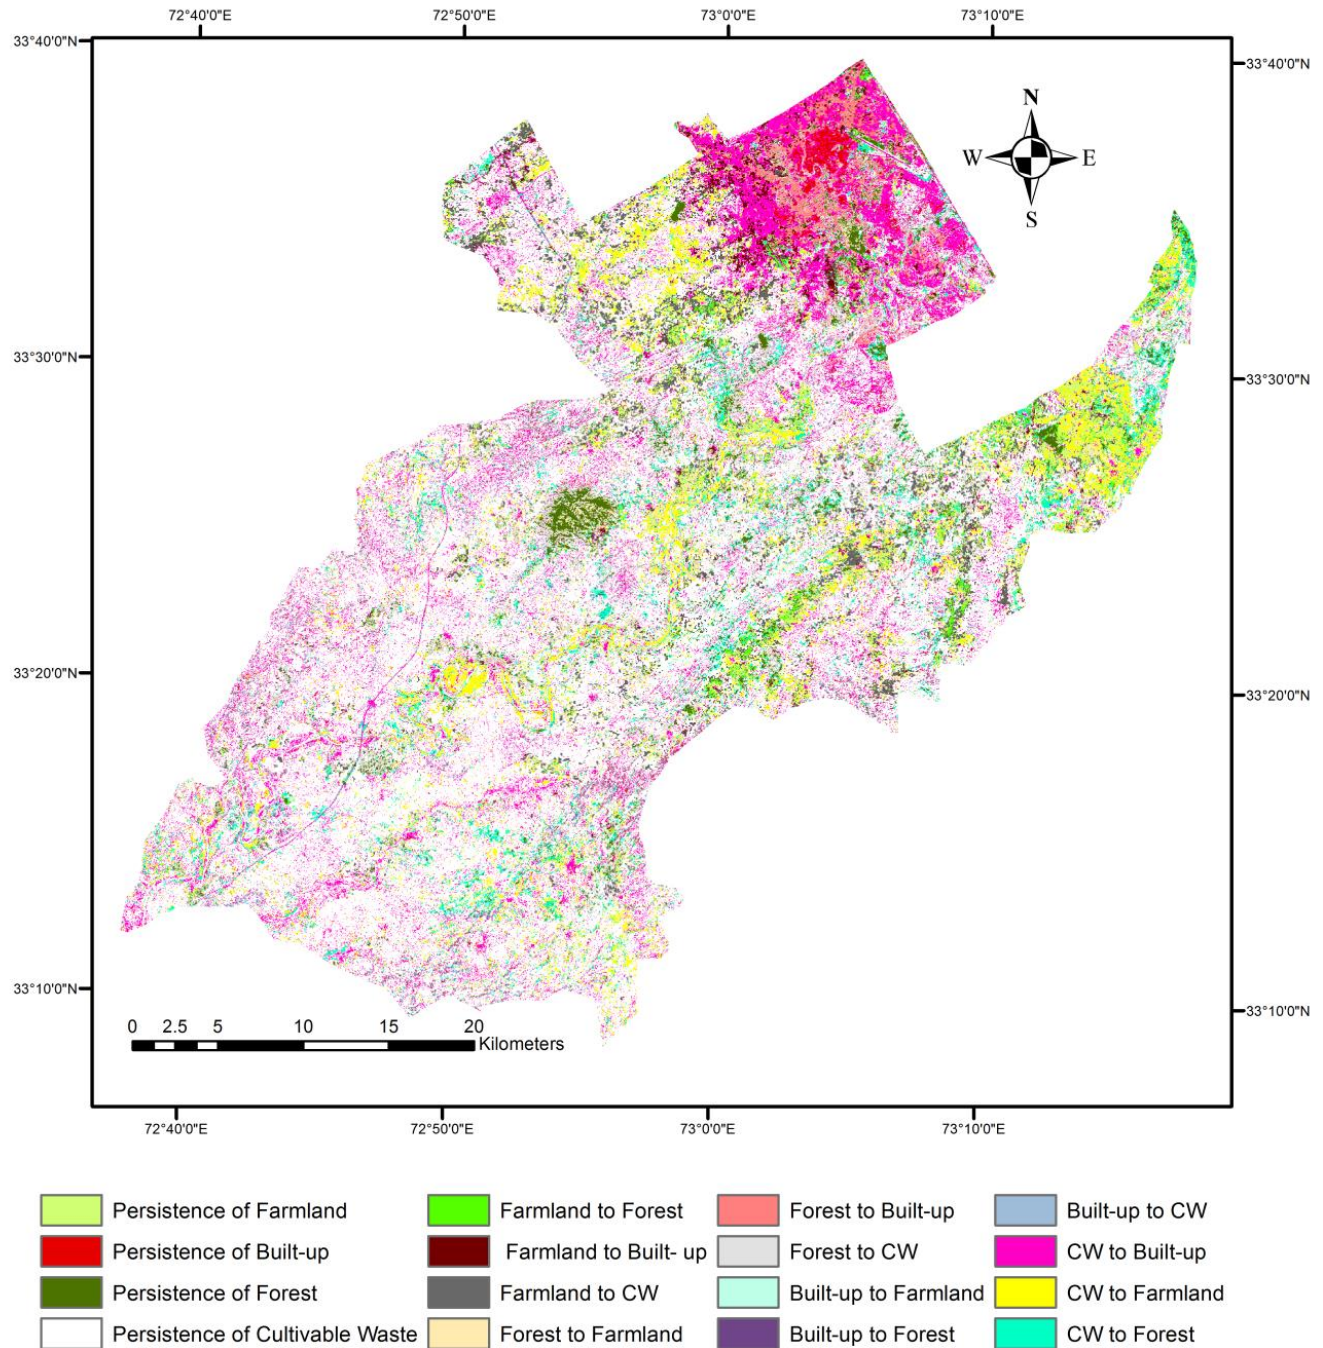 72°40'0"E 72°50'0"E 73°0'0"E 73°10'0"E
33°40'0"N 33°40'0"N
N
W E
S
33°30'0"N 33°30'0"N
33°20'0"N 33°20'0"N
33°10'0"N 33°10'0"N
0 2.5 5 10 15 20
Kilometers
72°40'0"E 72°50'0"E 73°0'0"E 73°10'0"E
Persistence of Farmland Farmland to Forest Forest to Built-up Built-up to CW
Persistence of Built-up Farmland to Built- up Forest to CW CW to Built-up
Persistence of Forest Farmland to CW Built-up to Farmland CW to Farmland
Persistence of Cultivable Waste Forest to Farmland Built-up to Forest CW to Forest